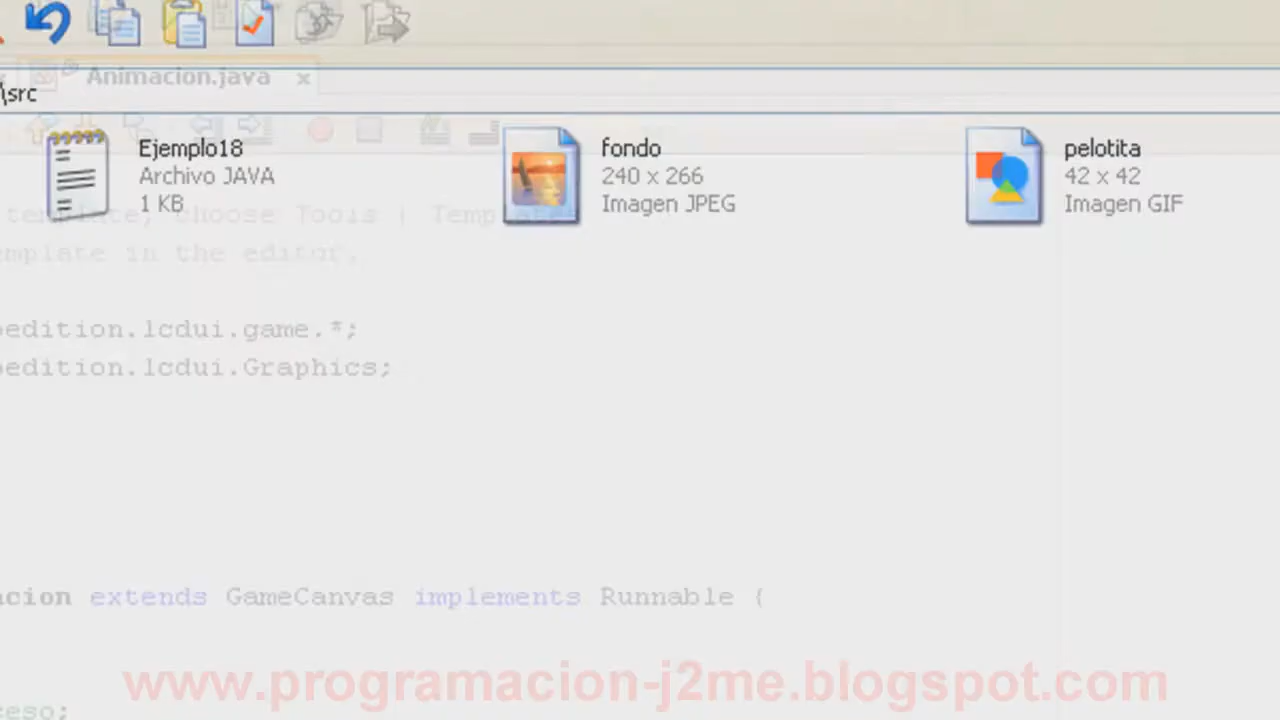 Animacion.java
\src
Ejemplo18
Archivo JAVA
1 KB
fondo
240 x 266
Imagen JPEG
pelotita
42 x 42
Imagen GIF
template, choose Tools | Templates
template in the editor.
edition.lcdui.game.*;
edition.lcdui.Graphics;
acion extends GameCanvas implements Runnable {
www.programacion-j2me.blogspot.com
eso;